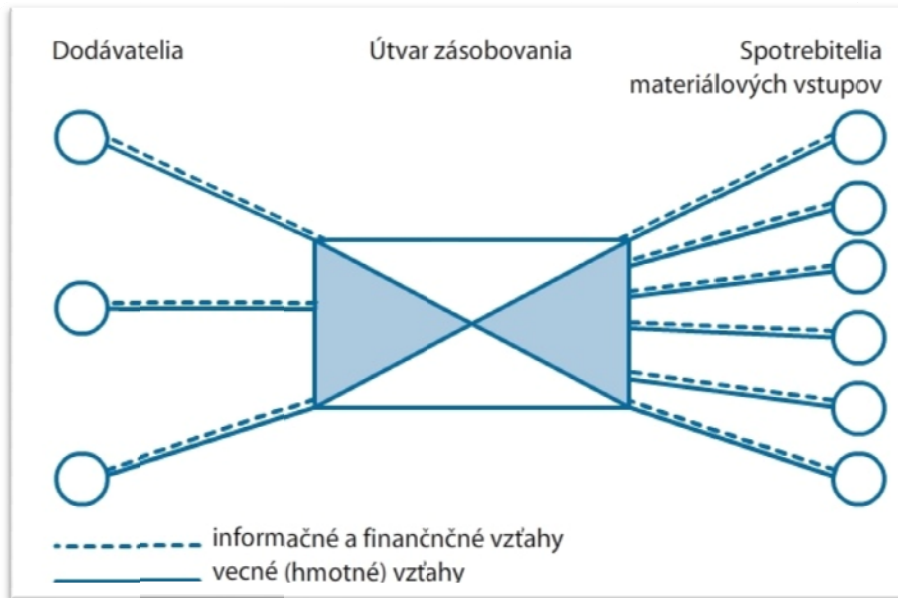 Dodávatelia
Útvar zásobovania
Spotrebitelia
materiálových vstupov
informačné a finančnčné vzťahy
vecné (hmotné) vzťahy